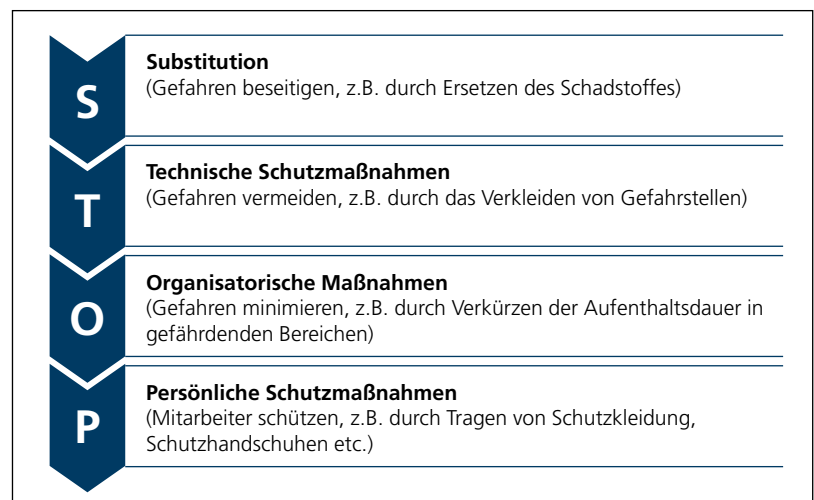 S
Substitution
(Gefahren beseitigen, z.B. durch Ersetzen des Schadstoffes)
T
Technische Schutzmaßnahmen
(Gefahren vermeiden, z.B. durch das Verkleiden von Gefahrstellen)
O
Organisatorische Maßnahmen
(Gefahren minimieren, z.B. durch Verkürzen der Aufenthaltsdauer in
gefährdenden Bereichen)
P
Persönliche Schutzmaßnahmen
(Mitarbeiter schützen, z.B. durch Tragen von Schutzkleidung,
Schutzhandschuhen etc.)